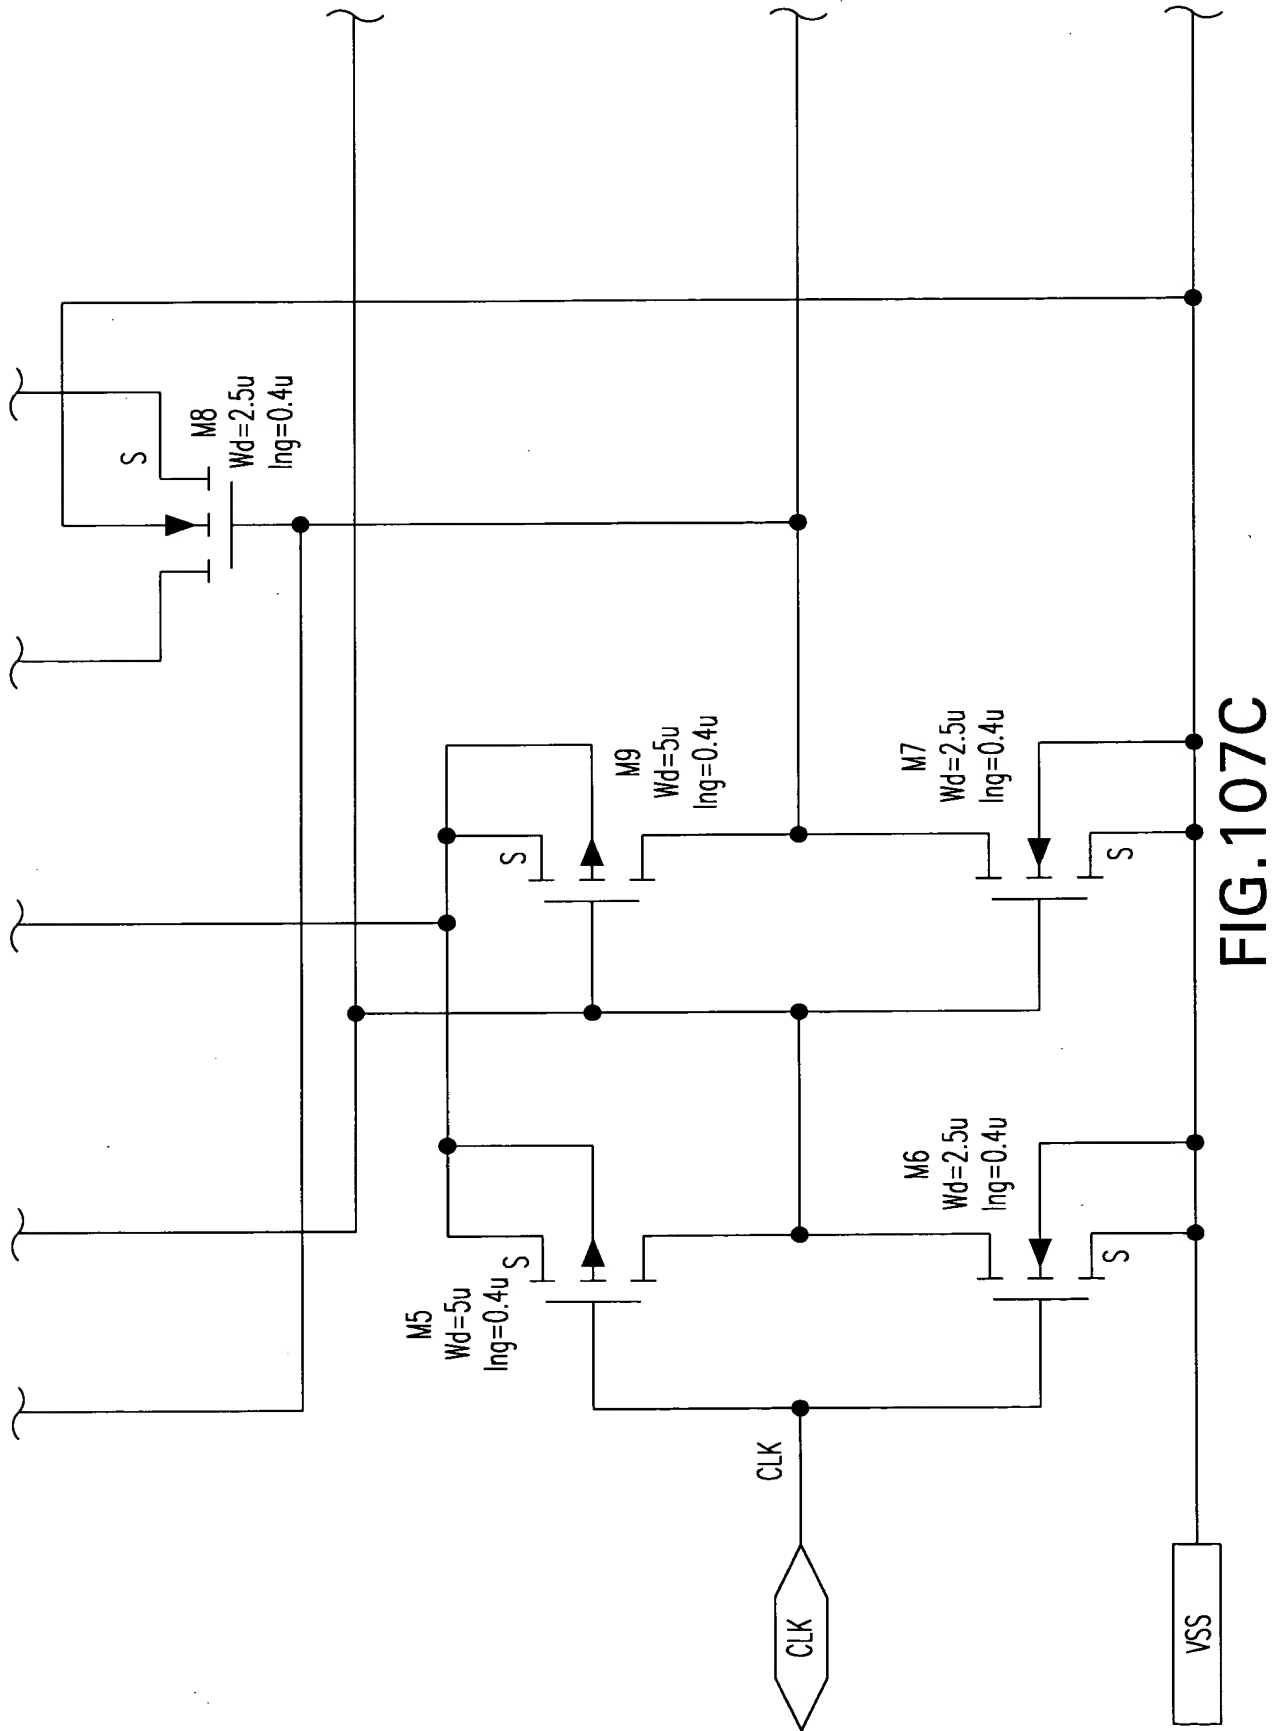 M8
Wd=2.5u
lng=0.4u
S
M9
Wd=5u
lng=0.4u
S
M7
Wd=2.5u
lng=0.4u
S
M5
Wd=5u
lng=0.4u
S
M6
Wd=2.5u
lng=0.4u
S
CLK
CLK
VSS
FIG.107C